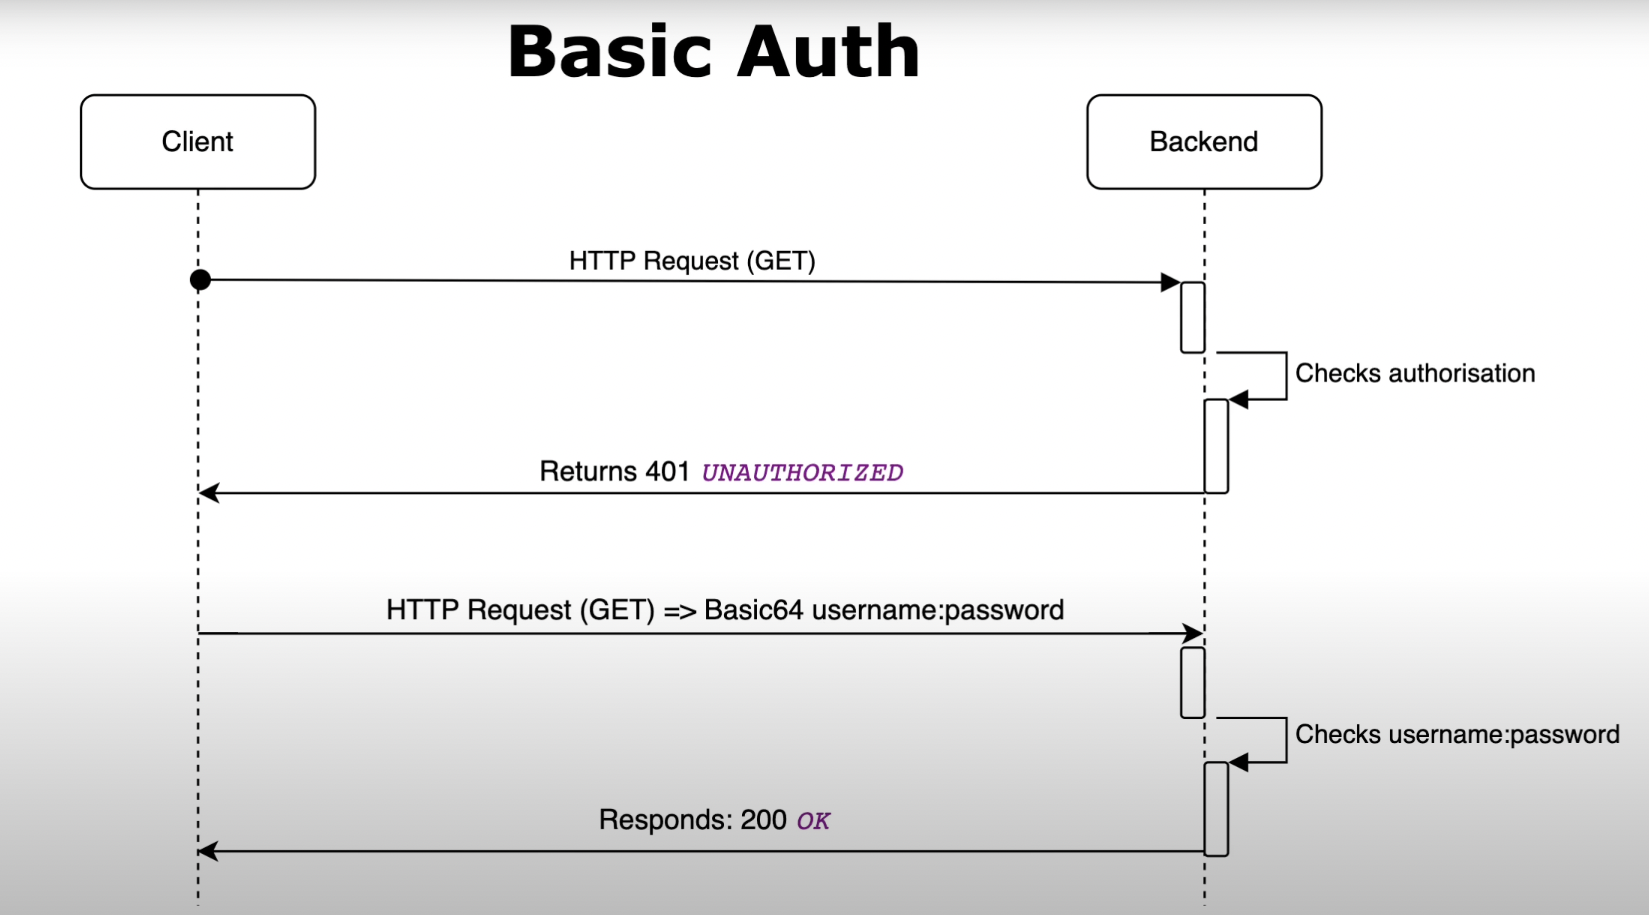 Basic Auth
Client
Backend
HTTP Request (GET)
Checks authorisation
Returns 401 UNAUTHORIZED
HTTP Request (GET) => Basic64 username:password
Checks username:password
Responds: 200 OK